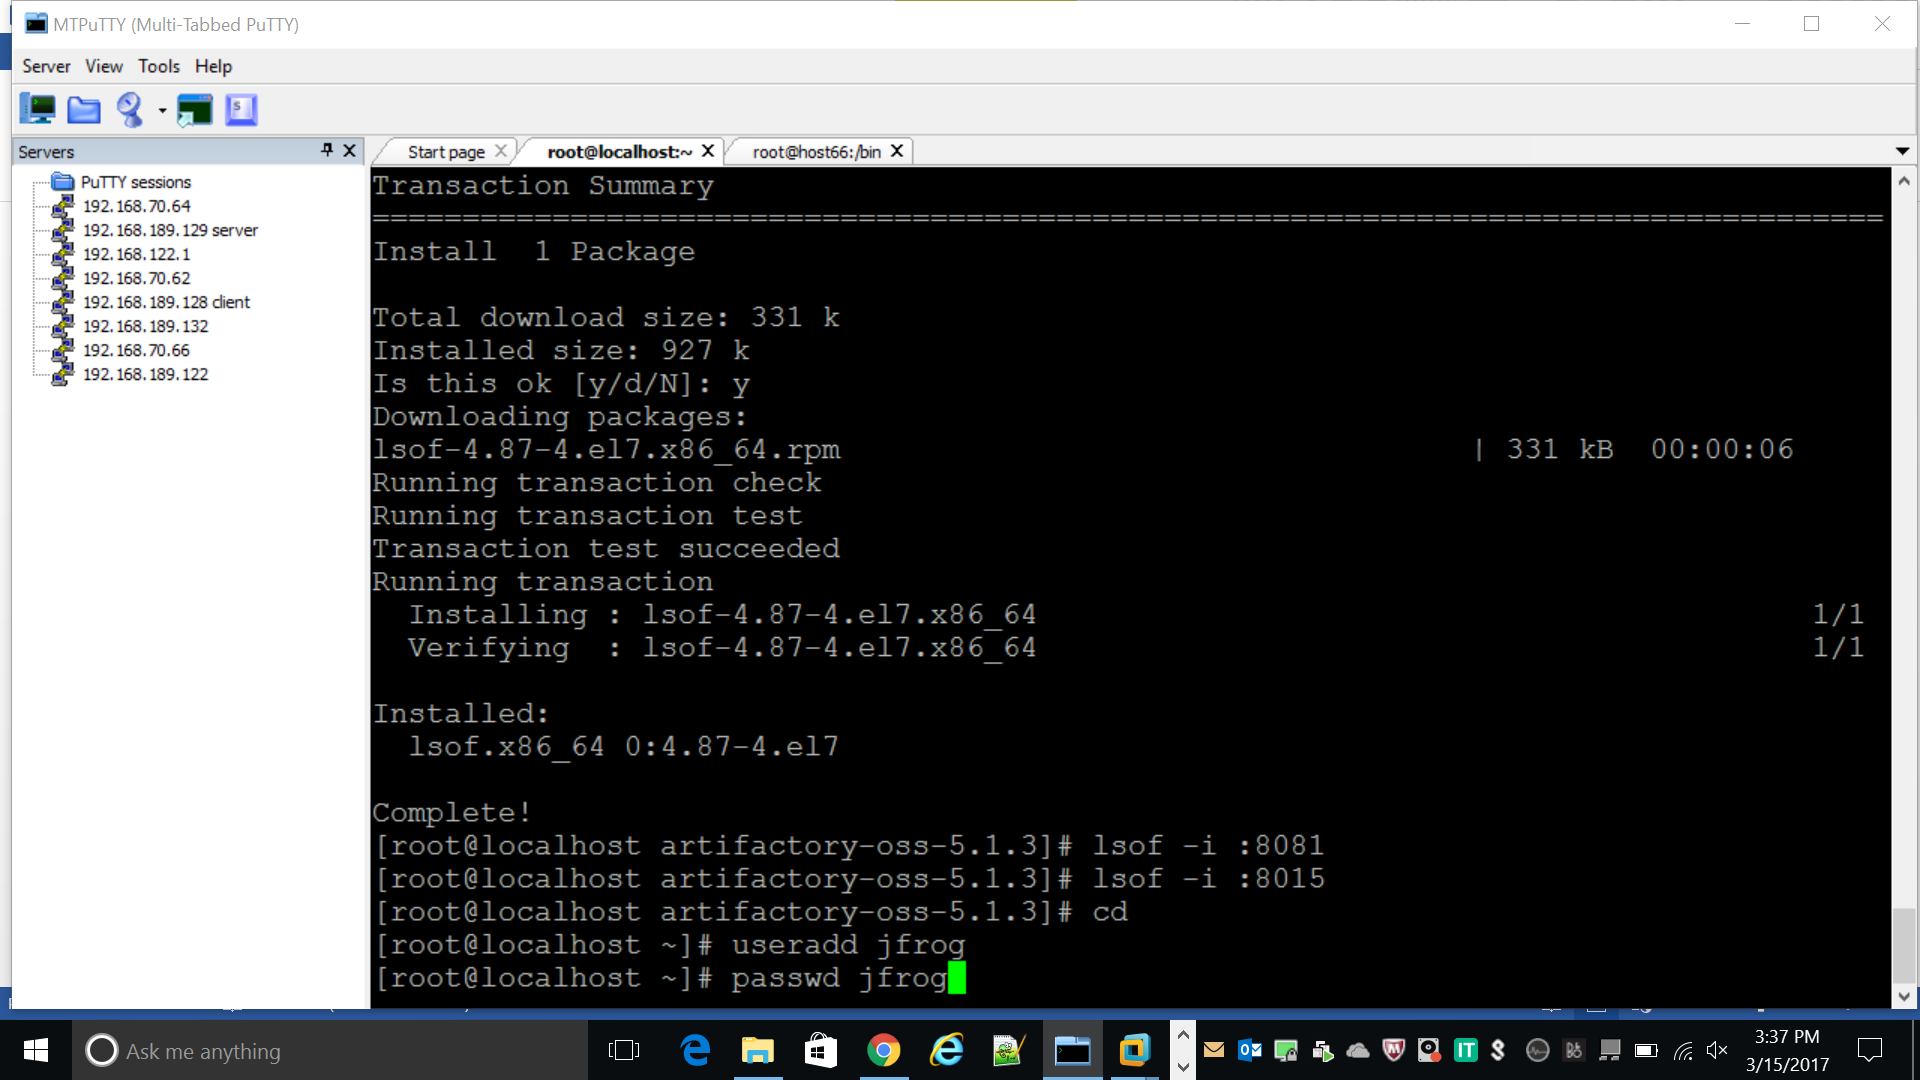 MTPuTTY (Multi-Tabbed PuTTY)
Server View Tools Help
Servers
Start page
root@localhost:~
root@host66:/bin
PuTTY sessions
192.168.70.64
192.168.189.129 server
192.168.122.1
192.168.70.62
192.168.189.128 client
192.168.189.132
192.168.70.66
192.168.189.122
Transaction Summary
================================================================================
Install  1 Package

Total download size: 331 k
Installed size: 927 k
Is this ok [y/d/N]: y
Downloading packages:
lsof-4.87-4.el7.x86_64.rpm | 331 kB  00:00:06
Running transaction check
Running transaction test
Transaction test succeeded
Running transaction
  Installing : lsof-4.87-4.el7.x86_64 1/1
  Verifying  : lsof-4.87-4.el7.x86_64 1/1

Installed:
  lsof.x86_64 0:4.87-4.el7

Complete!
[root@localhost artifactory-oss-5.1.3]# lsof -i :8081
[root@localhost artifactory-oss-5.1.3]# lsof -i :8015
[root@localhost artifactory-oss-5.1.3]# cd
[root@localhost ~]# useradd jfrog
[root@localhost ~]# passwd jfrog
Ask me anything
IT
3:37 PM
3/15/2017